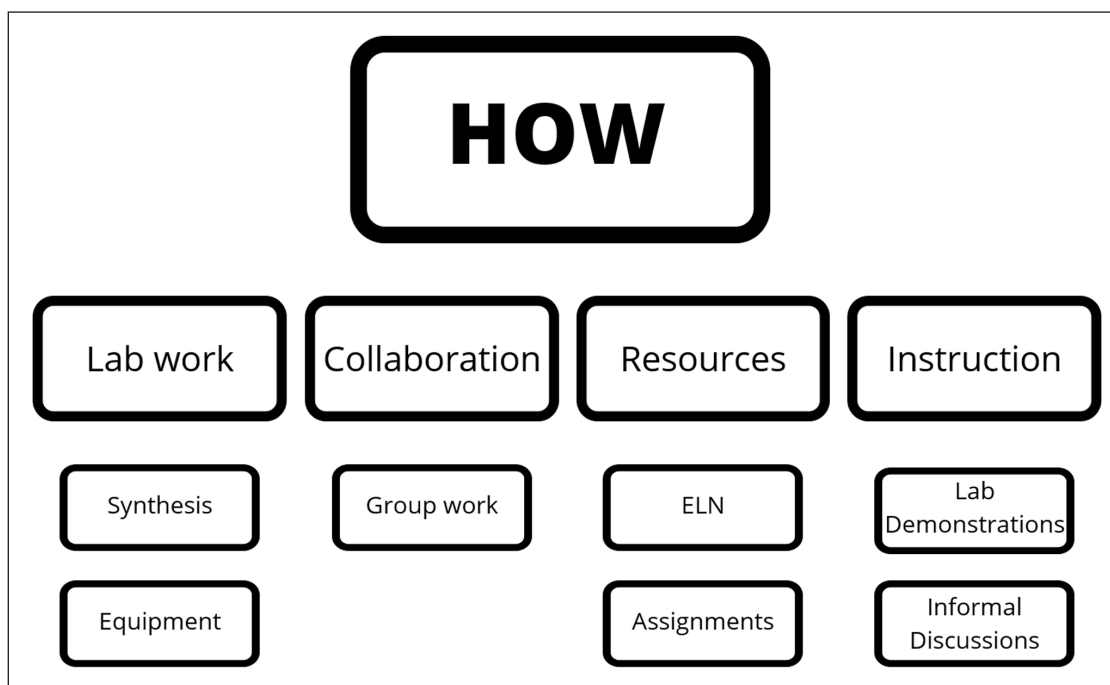 HOW
Lab work
Collaboration
Resources
Instruction
Synthesis
Group work
ELN
Lab
Demonstrations
Equipment
Assignments
Informal
Discussions